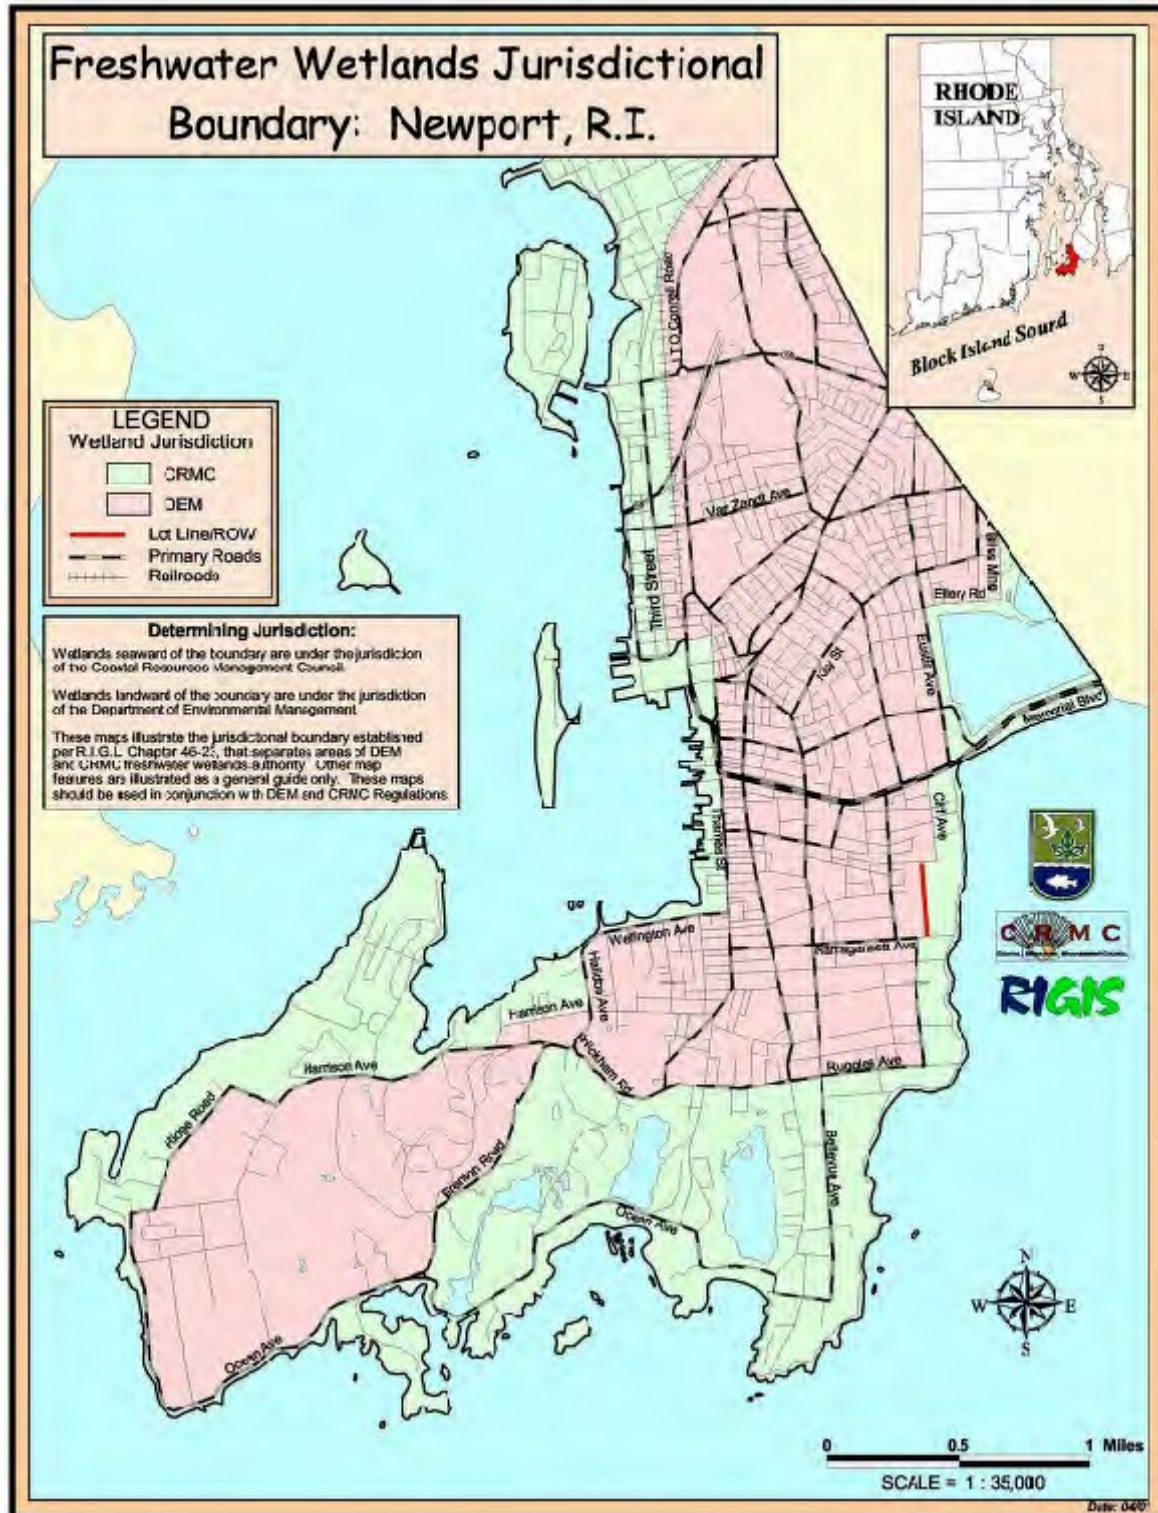 Freshwater Wetlands Jurisdictional
Boundary: Newport, R.I.
RHODE
ISLAND
Block Island Sound
N
W E
S
LEGEND
Wetland Jurisdiction
CRMC
DEM
Lot Line/ROW
Primary Roads
Railroads
Determining Jurisdiction:
Wetlands seaward of the boundary are under the jurisdiction
of the Coastal Resources Management Council.
Wetlands landward of the boundary are under the jurisdiction
of the Department of Environmental Management
These maps illustrate the jurisdictional boundary established
per R.I.G.L. Chapter 46-23, that separates areas of DEM
and CRMC freshwater wetlands authority. Other map
features are illustrated as a general guide only. These maps
should be used in conjunction with DEM and CRMC Regulations
JTO Connell Road
Van Zandt Ave
Third Street
Ellery Rd
Kay St
Eustis Ave
Memorial Blvd
Cliff Ave
Thames St
Wellington Ave
Narragansett Ave
Halidon Ave
Harrison Ave
Harrison Ave
Wickham Rd
Ruggles Ave
Ridge Road
Brenton Road
Bellevue Ave
Ocean Ave
Ocean Ave
CRMC
RIGIS
N
W E
S
0 0.5 1 Miles
SCALE = 1 : 35,000